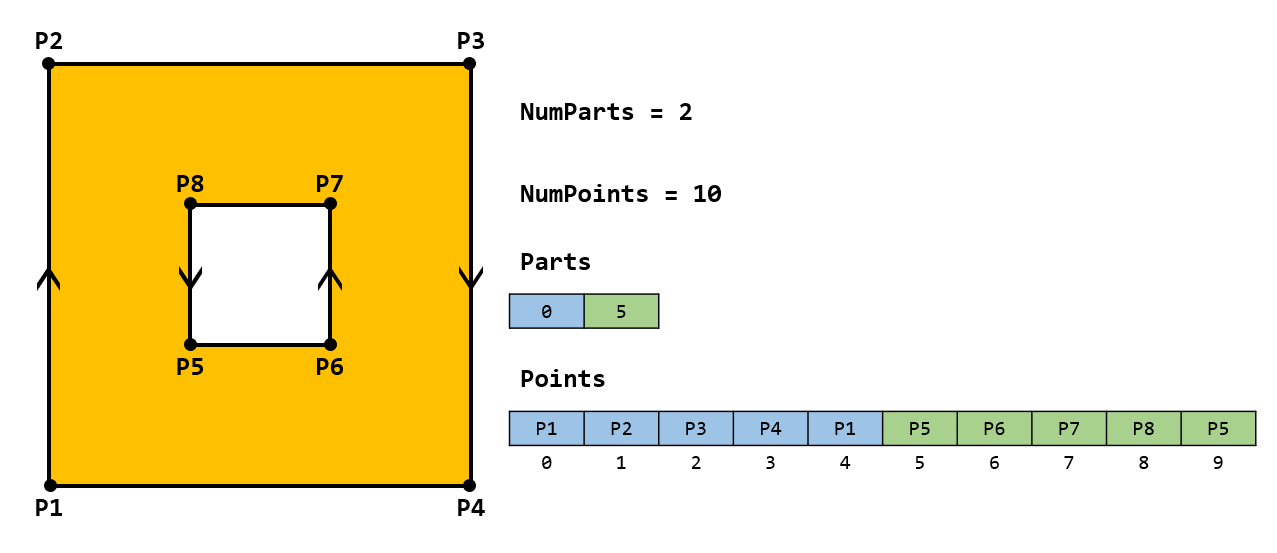 P2 P3
NumParts = 2
P8 P7
NumPoints = 10
Parts
0 5
P5 P6
Points
P1 P2 P3 P4 P1 P5 P6 P7 P8 P5
0 1 2 3 4 5 6 7 8 9
P1 P4